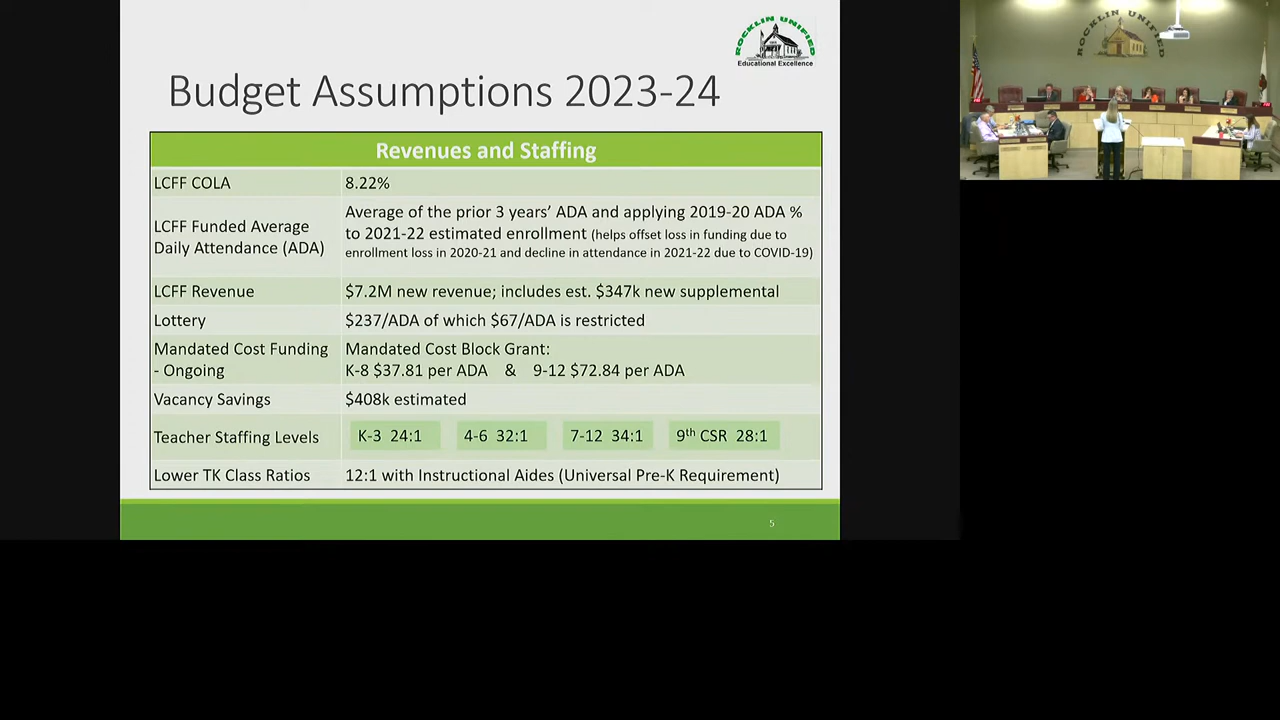 ROCKLIN UNIFIED
Educational Excellence
Budget Assumptions 2023-24
Revenues and Staffing
LCFF COLA
8.22%
LCFF Funded Average
Daily Attendance (ADA)
Average of the prior 3 years’ ADA and applying 2019-20 ADA %
to 2021-22 estimated enrollment (helps offset loss in funding due to
enrollment loss in 2020-21 and decline in attendance in 2021-22 due to COVID-19)
LCFF Revenue
$7.2M new revenue; includes est. $347k new supplemental
Lottery
$237/ADA of which $67/ADA is restricted
Mandated Cost Funding
- Ongoing
Mandated Cost Block Grant:
K-8 $37.81 per ADA & 9-12 $72.84 per ADA
Vacancy Savings
$408k estimated
Teacher Staffing Levels
K-3 24:1
4-6 32:1
7-12 34:1
9th CSR 28:1
Lower TK Class Ratios
12:1 with Instructional Aides (Universal Pre-K Requirement)
5
ROCKLIN UNIFIED